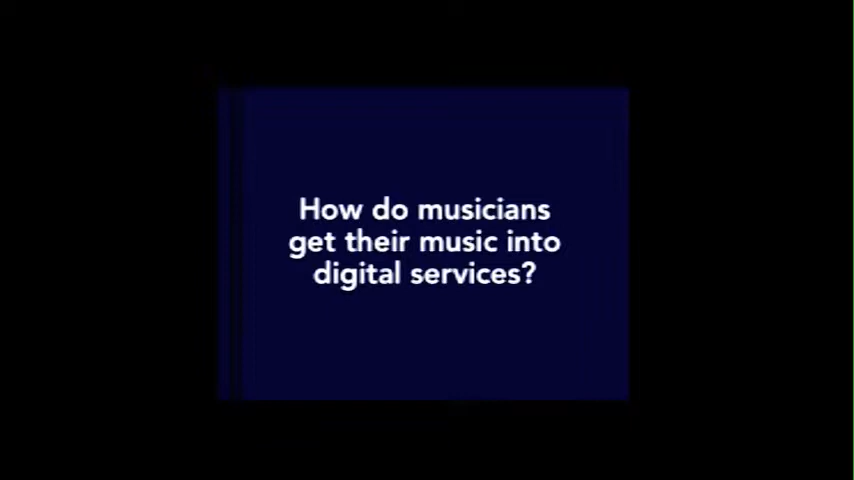 How do musicians
get their music into
digital services?